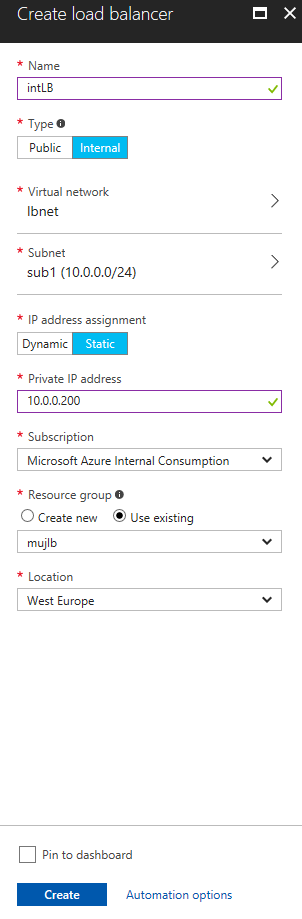 Create load balancer
* Name
intLB
* Type
Public Internal
* Virtual network
lbnet
* Subnet
sub1 (10.0.0.0/24)
* IP address assignment
Dynamic Static
* Private IP address
10.0.0.200
* Subscription
Microsoft Azure Internal Consumption
* Resource group
Create new Use existing
mujlb
* Location
West Europe
Pin to dashboard
Create Automation options